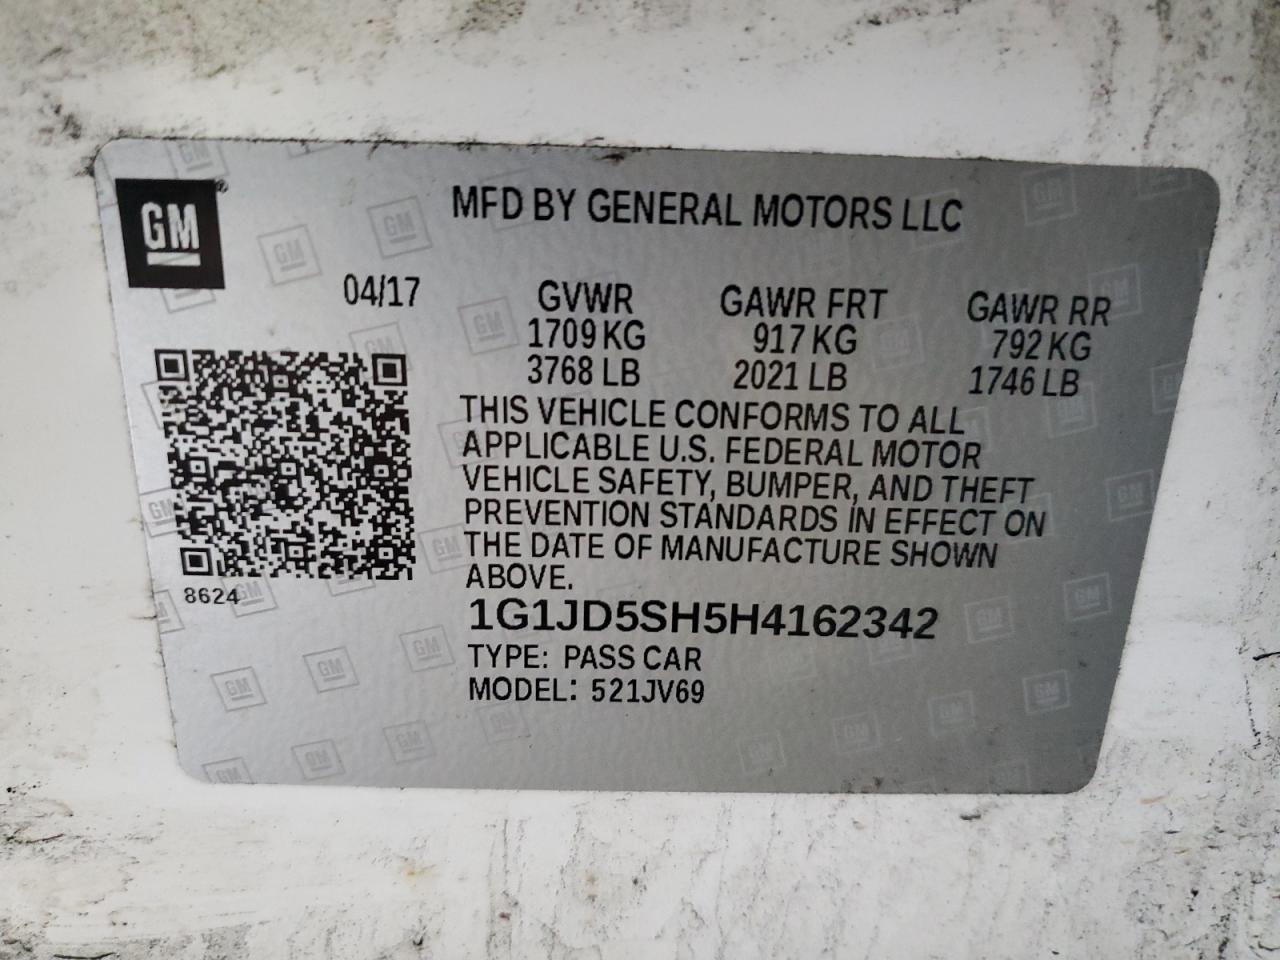 GM
MFD BY GENERAL MOTORS LLC
04/17
GVWR GAWR FRT GAWR RR
1709 KG 917 KG 792 KG
3768 LB 2021 LB 1746 LB
THIS VEHICLE CONFORMS TO ALL
APPLICABLE U.S. FEDERAL MOTOR
VEHICLE SAFETY, BUMPER, AND THEFT
PREVENTION STANDARDS IN EFFECT ON
THE DATE OF MANUFACTURE SHOWN
ABOVE.
8624
1G1JD5SH5H4162342
TYPE: PASS CAR
MODEL: 521JV69